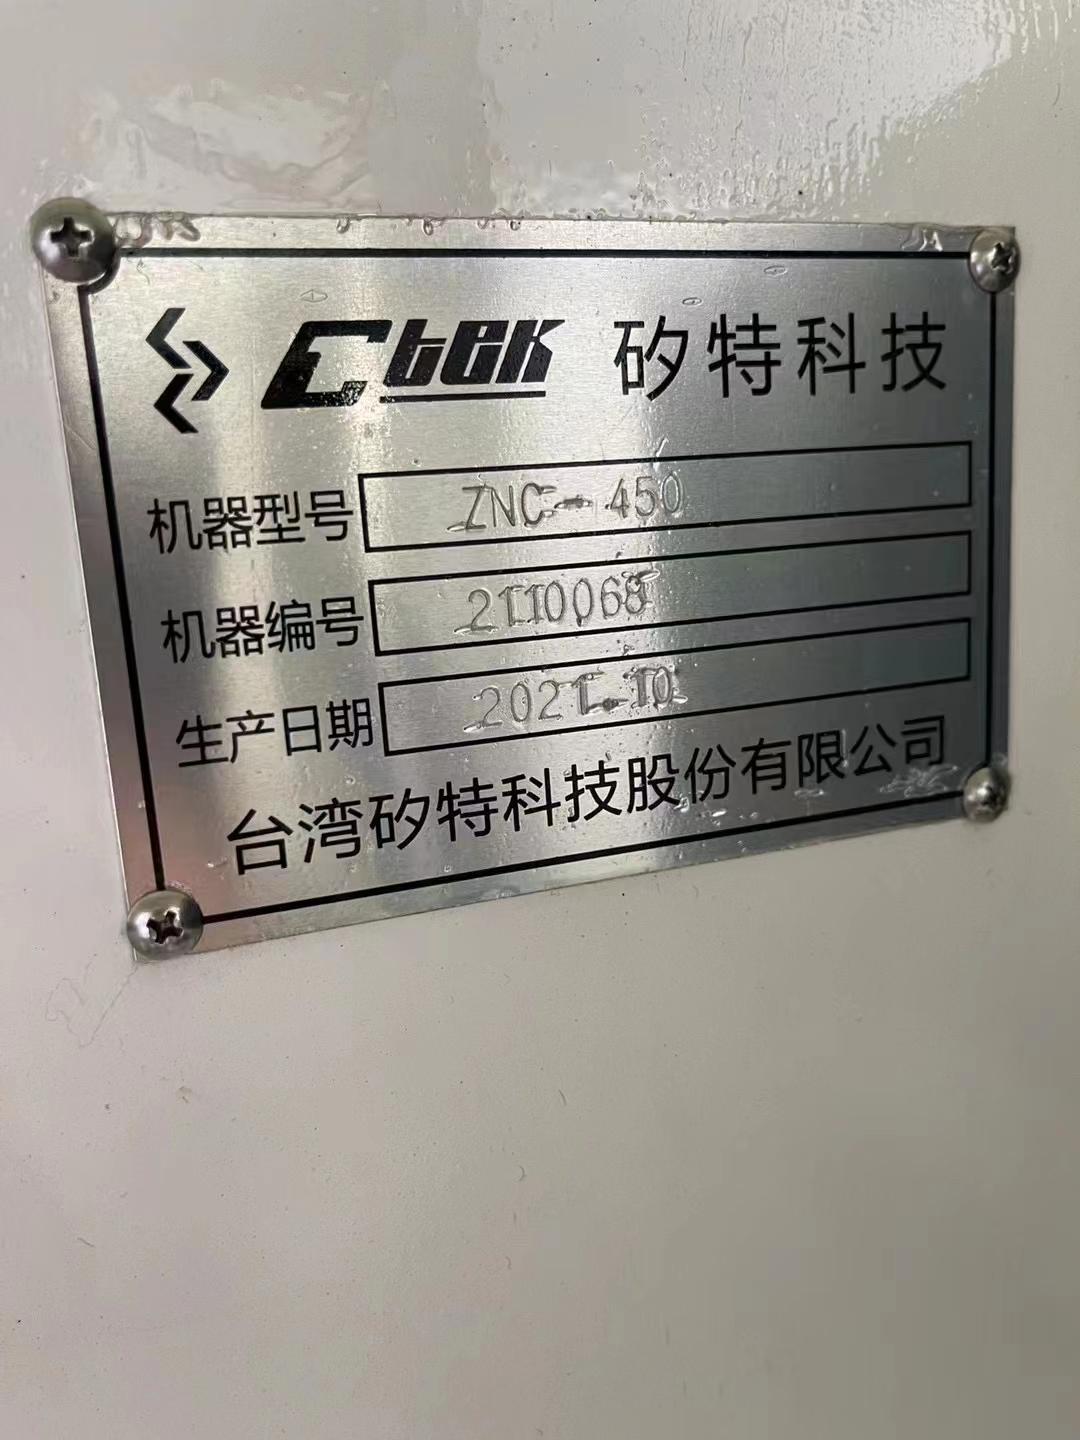 Ctek 矽特科技
机器型号 ZNC-450
机器编号 2110068
生产日期 2021.10
台湾矽特科技股份有限公司